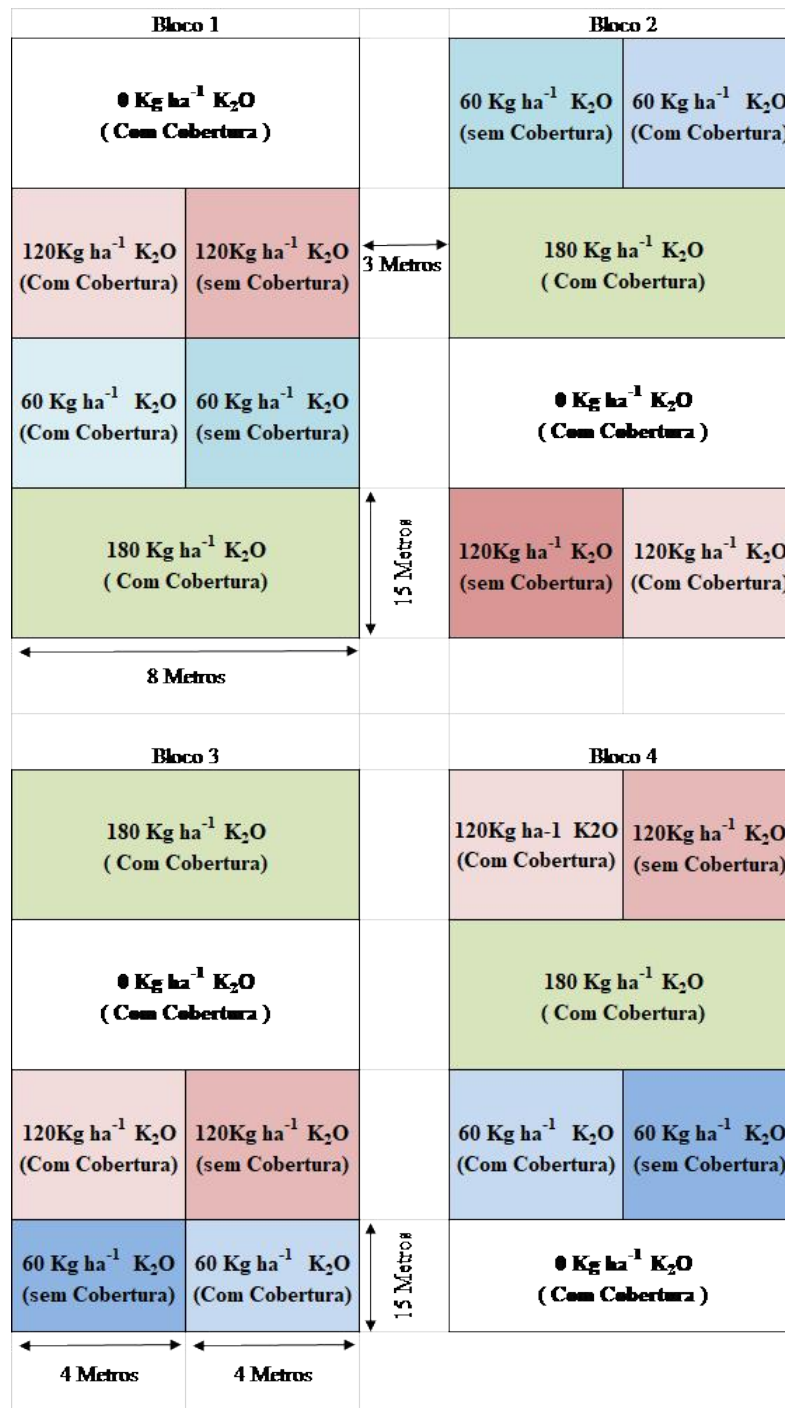 Bloco 1
0 Kg ha⁻¹ K₂O
( Com Cobertura )
120Kg ha⁻¹ K₂O
(Com Cobertura)
120Kg ha⁻¹ K₂O
(sem Cobertura)
60 Kg ha⁻¹ K₂O
(Com Cobertura)
60 Kg ha⁻¹ K₂O
(sem Cobertura)
180 Kg ha⁻¹ K₂O
( Com Cobertura)
8 Metros
3 Metros
15 Metros
Bloco 2
60 Kg ha⁻¹ K₂O
(sem Cobertura)
60 Kg ha⁻¹ K₂O
(Com Cobertura)
180 Kg ha⁻¹ K₂O
( Com Cobertura)
0 Kg ha⁻¹ K₂O
( Com Cobertura )
120Kg ha⁻¹ K₂O
(sem Cobertura)
120Kg ha⁻¹ K₂O
(Com Cobertura)
Bloco 3
180 Kg ha⁻¹ K₂O
( Com Cobertura)
0 Kg ha⁻¹ K₂O
( Com Cobertura )
120Kg ha⁻¹ K₂O
(Com Cobertura)
120Kg ha⁻¹ K₂O
(sem Cobertura)
60 Kg ha⁻¹ K₂O
(sem Cobertura)
60 Kg ha⁻¹ K₂O
(Com Cobertura)
4 Metros
4 Metros
15 Metros
Bloco 4
120Kg ha-1 K2O
(Com Cobertura)
120Kg ha⁻¹ K₂O
(sem Cobertura)
180 Kg ha⁻¹ K₂O
( Com Cobertura)
60 Kg ha⁻¹ K₂O
(Com Cobertura)
60 Kg ha⁻¹ K₂O
(sem Cobertura)
0 Kg ha⁻¹ K₂O
( Com Cobertura )